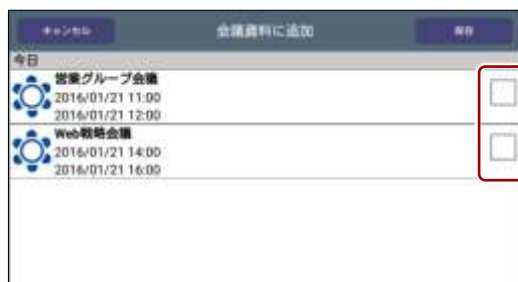 キャンセル 会議資料に追加 保存
今日
営業グループ会議
2016/01/21 11:00
2016/01/21 12:00
Web戦略会議
2016/01/21 14:00
2016/01/21 16:00